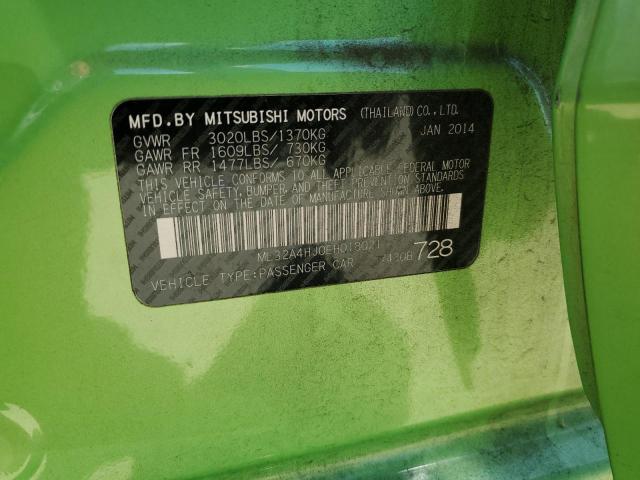 MFD.BY MITSUBISHI MOTORS (THAILAND) CO., LTD.
GVWR 3020LBS/1370KG JAN 2014
GAWR FR 1609LBS/ 730KG
GAWR RR 1477LBS/ 670KG
THIS VEHICLE CONFORMS TO ALL APPLICABLE FEDERAL MOTOR
VEHICLE SAFETY, BUMPER, AND THEFT PREVENTION STANDARDS
IN EFFECT ON THE DATE OF MANUFACTURE SHOWN ABOVE.
ML32A4HJ0EH018021
VEHICLE TYPE:PASSENGER CAR 728